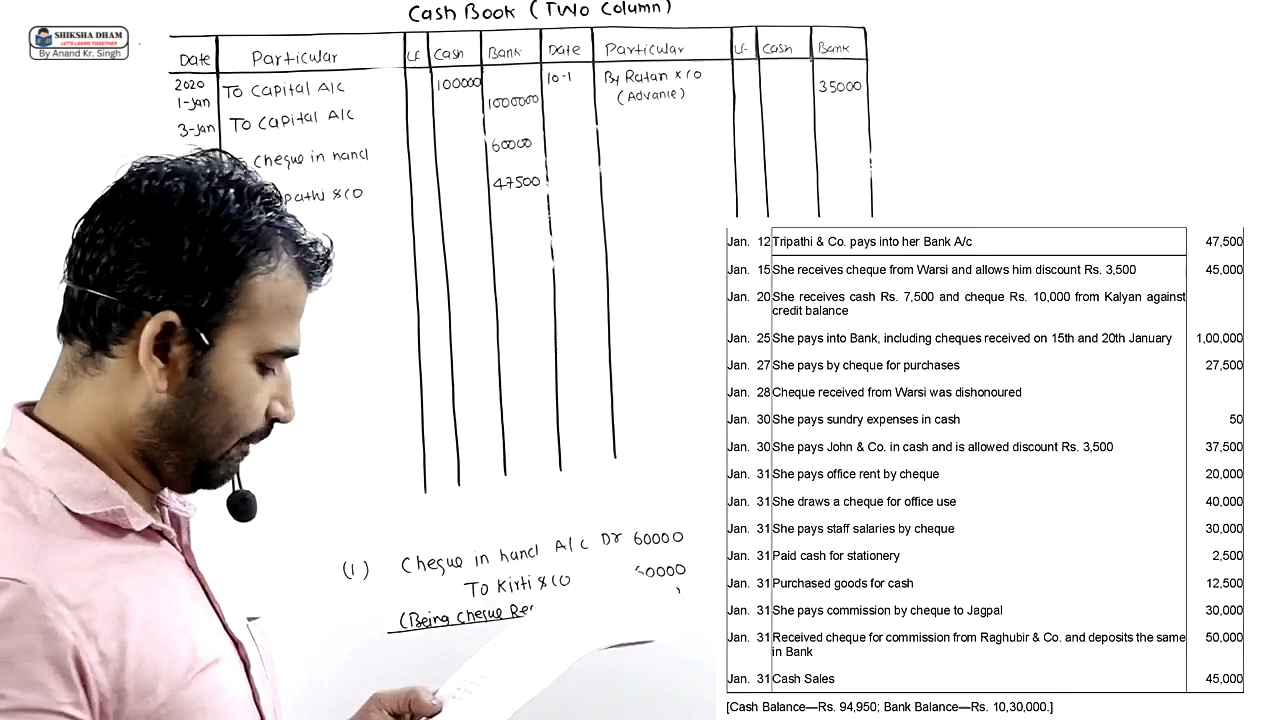 Cash Book (Two Column)
SHIKSHA DHAM
LET'S LEARN TOGETHER
By Anand Kr. Singh
Date Particular LF Cash Bank Date Particular LF Cash Bank
2020 To Capital A/c 100000 10-1 By Ratan & co 35000
1-Jan 1000000 (Advance)
3-Jan To Capital A/c
Cheque in hand 60000
pathi & co 47500
Jan. 12 Tripathi & Co. pays into her Bank A/c 47,500
Jan. 15 She receives cheque from Warsi and allows him discount Rs. 3,500 45,000
Jan. 20 She receives cash Rs. 7,500 and cheque Rs. 10,000 from Kalyan against
credit balance
Jan. 25 She pays into Bank, including cheques received on 15th and 20th January 1,00,000
Jan. 27 She pays by cheque for purchases 27,500
Jan. 28 Cheque received from Warsi was dishonoured
Jan. 30 She pays sundry expenses in cash 50
Jan. 30 She pays John & Co. in cash and is allowed discount Rs. 3,500 37,500
Jan. 31 She pays office rent by cheque 20,000
Jan. 31 She draws a cheque for office use 40,000
Jan. 31 She pays staff salaries by cheque 30,000
Jan. 31 Paid cash for stationery 2,500
Jan. 31 Purchased goods for cash 12,500
Jan. 31 She pays commission by cheque to Jagpal 30,000
Jan. 31 Received cheque for commission from Raghubir & Co. and deposits the same 50,000
in Bank
Jan. 31 Cash Sales 45,000
[Cash Balance—Rs. 94,950; Bank Balance—Rs. 10,30,000.]
(1) Cheque in hand A/c Dr 60000
To Kirti & co 0000
(Being Cheque Re